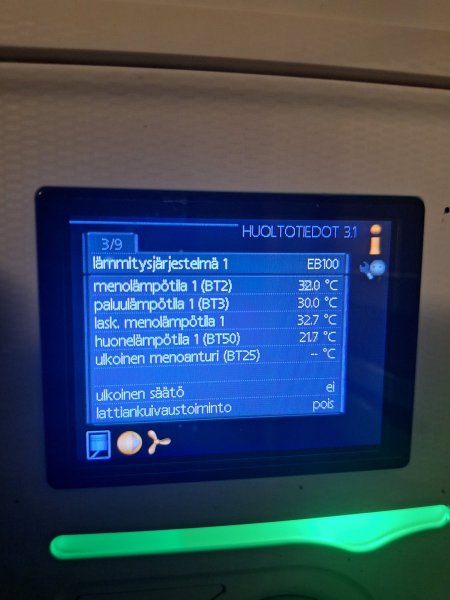 HUOLTOTIEDOT 3.1
3/9
lämmitysjärjestelmä 1 EB100
menolämpötila 1 (BT2) 32.0 °C
paluulämpötila 1 (BT3) 30.0 °C
lask. menolämpötila 1 32.7 °C
huonelämpötila 1 (BT50) 21.7 °C
ulkoinen menoanturi (BT25) -- °C
ulkoinen säätö ei
lattiankuivaustoiminto pois